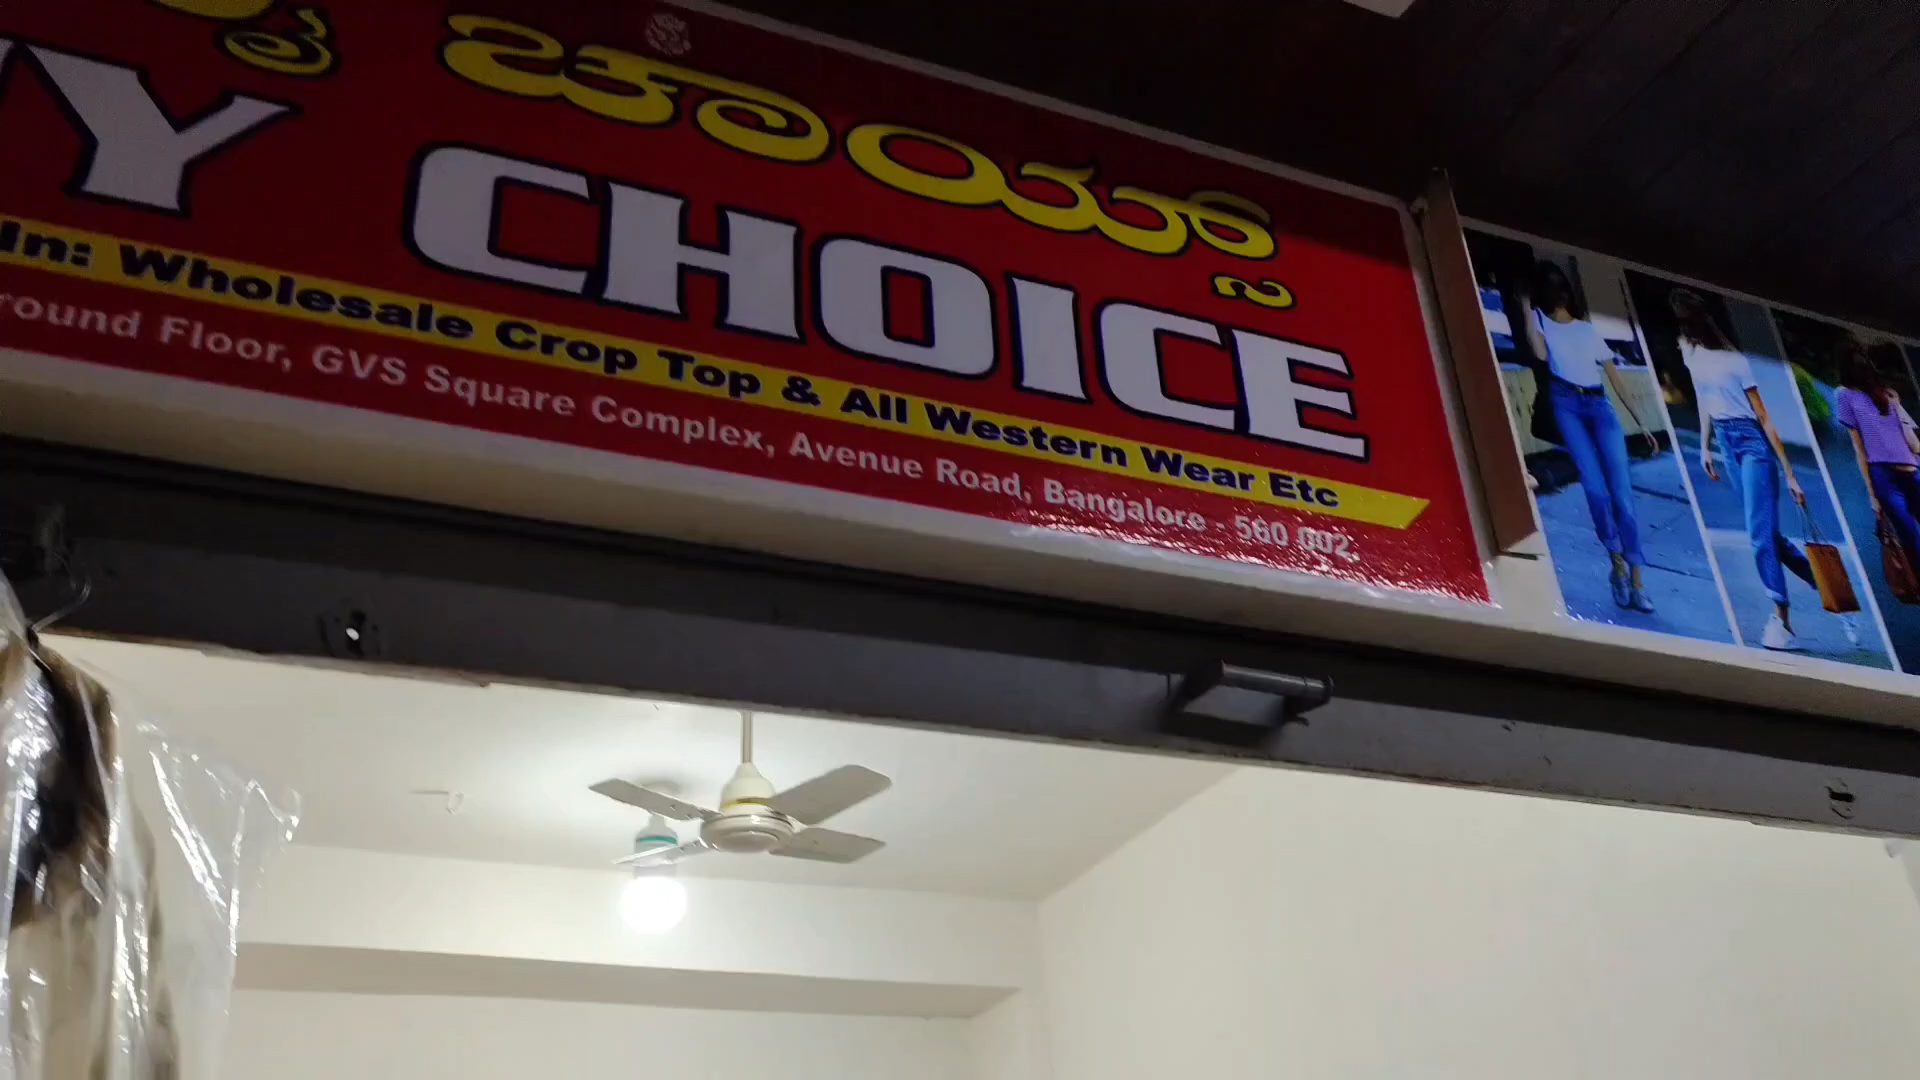 ಚಾಯ್ಸ್
Y CHOICE
In: Wholesale Crop Top & All Western Wear Etc
round Floor, GVS Square Complex, Avenue Road, Bangalore - 560 002.